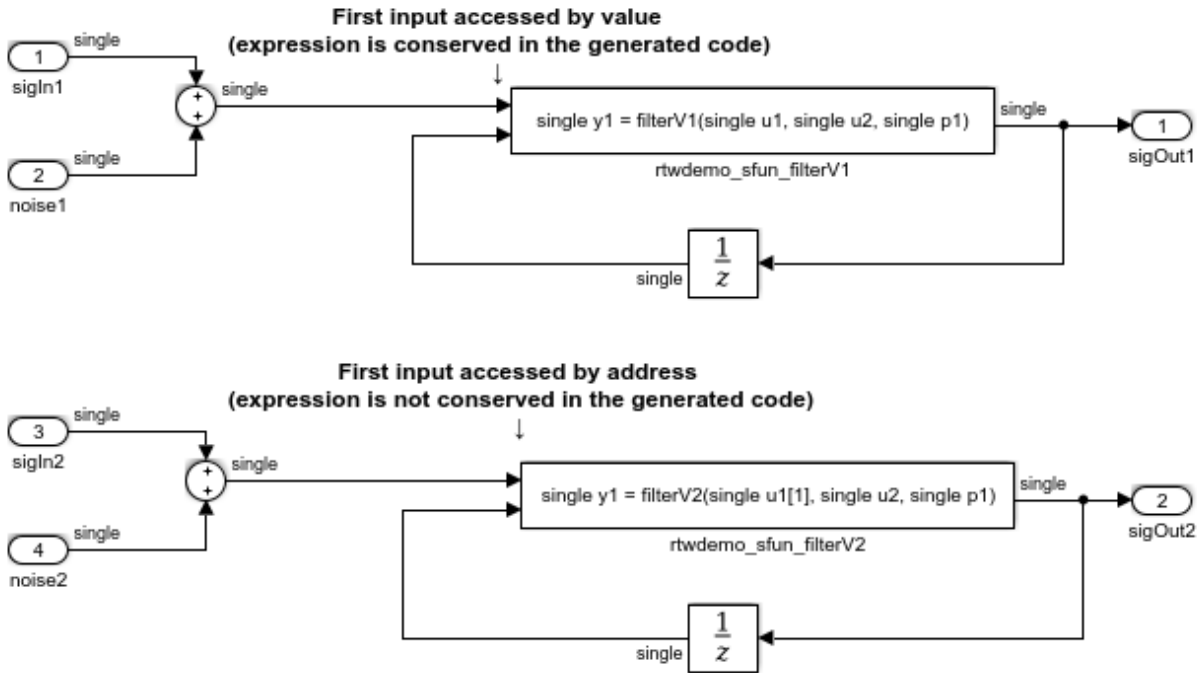 First input accessed by value
(expression is conserved in the generated code)
↓
single
1
sigIn1
+
+
single
single
2
noise1
single y1 = filterV1(single u1, single u2, single p1)
rtwdemo_sfun_filterV1
single
1
sigOut1
1
z
single
First input accessed by address
(expression is not conserved in the generated code)
↓
single
3
sigIn2
+
+
single
single
4
noise2
single y1 = filterV2(single u1[1], single u2, single p1)
rtwdemo_sfun_filterV2
single
2
sigOut2
1
z
single